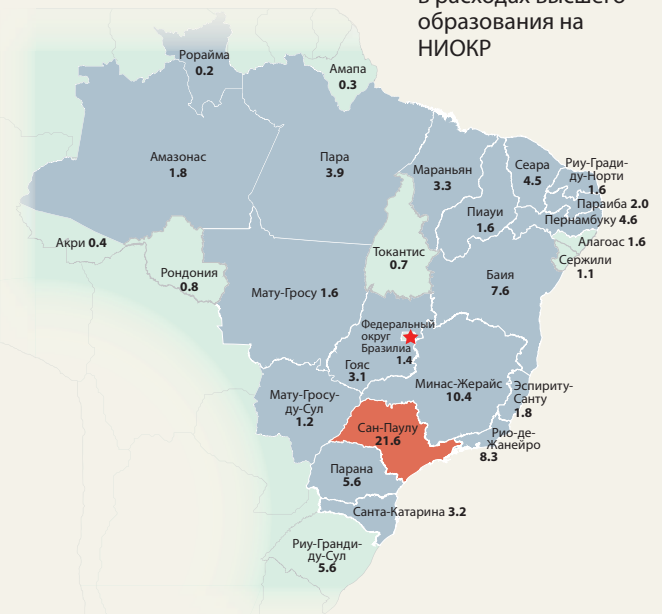 в расходах высшего
образования на
НИОКР
Рорайма
0.2
Амапа
0.3
Амазонас
1.8
Пара
3.9
Мараньян
3.3
Сеара
4.5
Риу-Гради-
ду-Норти
1.6
Параиба 2.0
Пиауи
1.6
Пернамбуку 4.6
Алагоас 1.6
Сержили
1.1
Акри 0.4
Рондония
0.8
Токантис
0.7
Баия
7.6
Мату-Гросу 1.6
Федеральный
округ
Бразилиа
1.4
Гояс
3.1
Минас-Жерайс
10.4
Эспириту-
Санту
1.8
Мату-Гросу-
ду-Сул
1.2
Сан-Паулу
21.6
Рио-де-
Жанейро
8.3
Парана
5.6
Санта-Катарина 3.2
Риу-Гранди-
ду-Сул
5.6